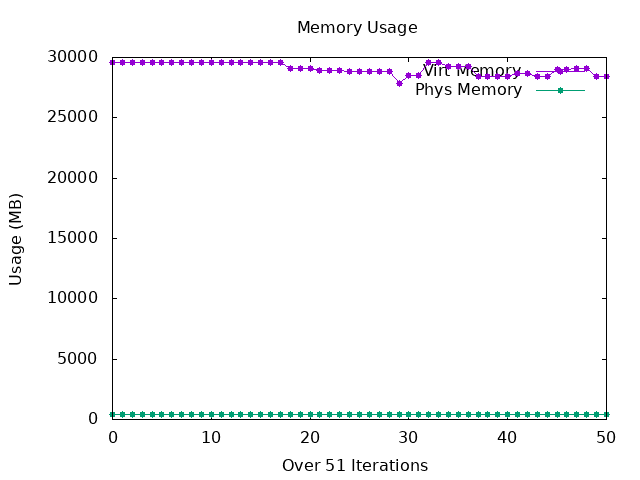 Memory Usage
30000
25000
20000
15000
10000
5000
0
Usage (MB)
Virt Memory
Phys Memory
0 10 20 30 40 50
Over 51 Iterations